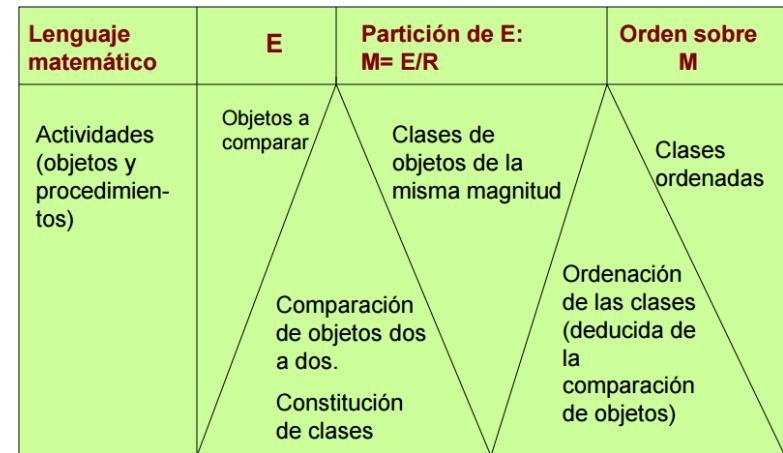 Lenguaje
matemático
E
Partición de E:
M= E/R
Orden sobre
M
Actividades
(objetos y
procedimien-
tos)
Objetos a
comparar
Clases de
objetos de la
misma magnitud
Clases
ordenadas
Comparación
de objetos dos
a dos.
Constitución
de clases
Ordenación
de las clases
(deducida de
la
comparación
de objetos)